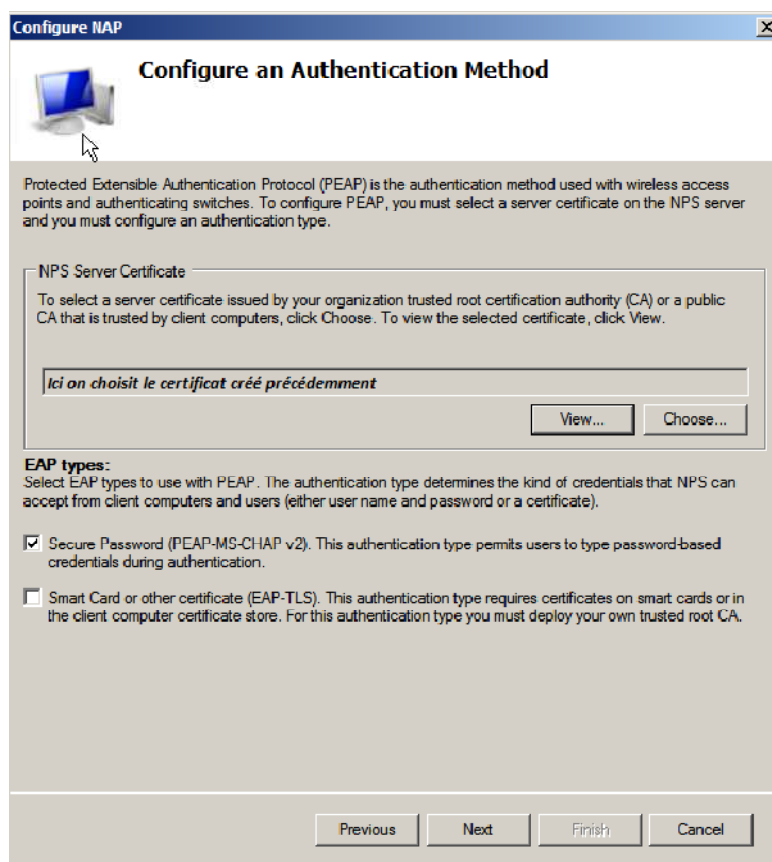 Configure NAP
Configure an Authentication Method
Protected Extensible Authentication Protocol (PEAP) is the authentication method used with wireless access
points and authenticating switches. To configure PEAP, you must select a server certificate on the NPS server
and you must configure an authentication type.
NPS Server Certificate
To select a server certificate issued by your organization trusted root certification authority (CA) or a public
CA that is trusted by client computers, click Choose. To view the selected certificate, click View.
Ici on choisit le certificat créé précédemment
View...
Choose...
EAP types:
Select EAP types to use with PEAP. The authentication type determines the kind of credentials that NPS can
accept from client computers and users (either user name and password or a certificate).
Secure Password (PEAP-MS-CHAP v2). This authentication type permits users to type password-based
credentials during authentication.
Smart Card or other certificate (EAP-TLS). This authentication type requires certificates on smart cards or in
the client computer certificate store. For this authentication type you must deploy your own trusted root CA.
Previous
Next
Finish
Cancel